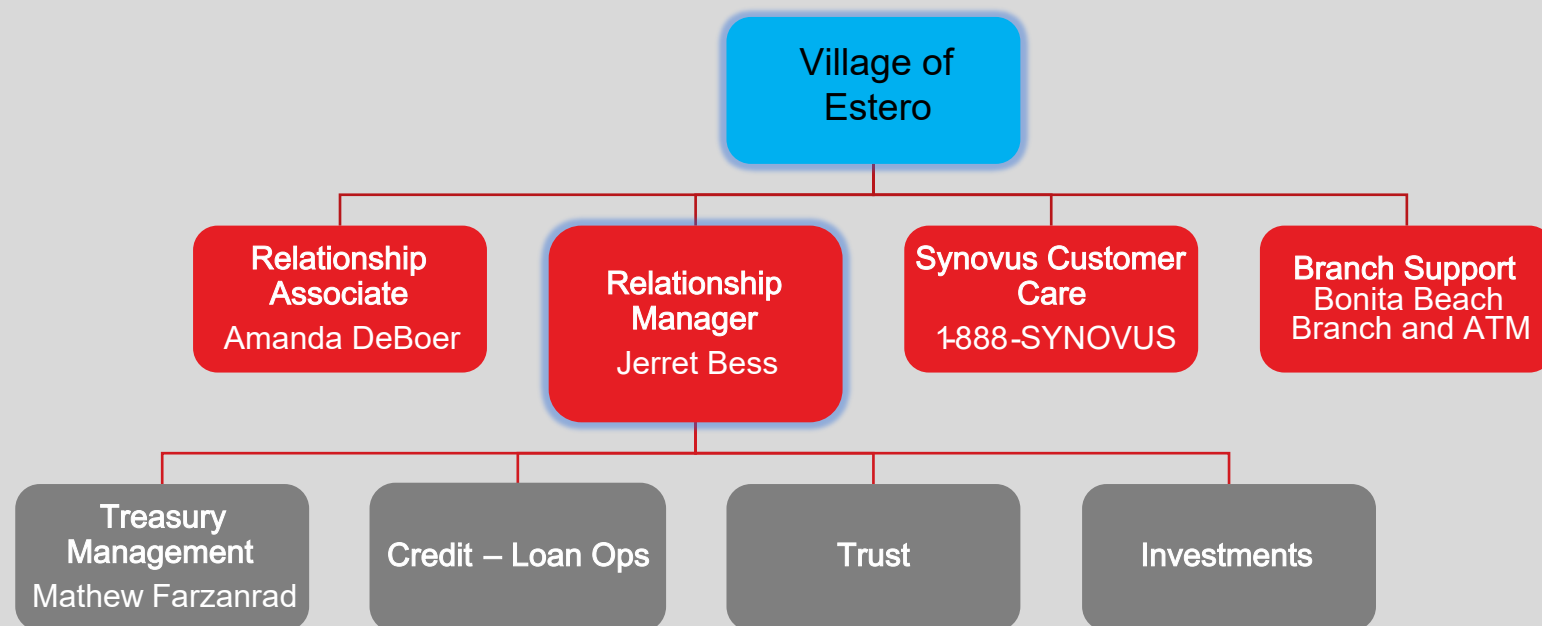 Village of
Estero
Relationship
Associate
Amanda DeBoer
Relationship
Manager
Jerret Bess
Synovus Customer
Care
1-888-SYNOVUS
Branch Support
Bonita Beach
Branch and ATM
Treasury
Management
Mathew Farzanrad
Credit – Loan Ops
Trust
Investments